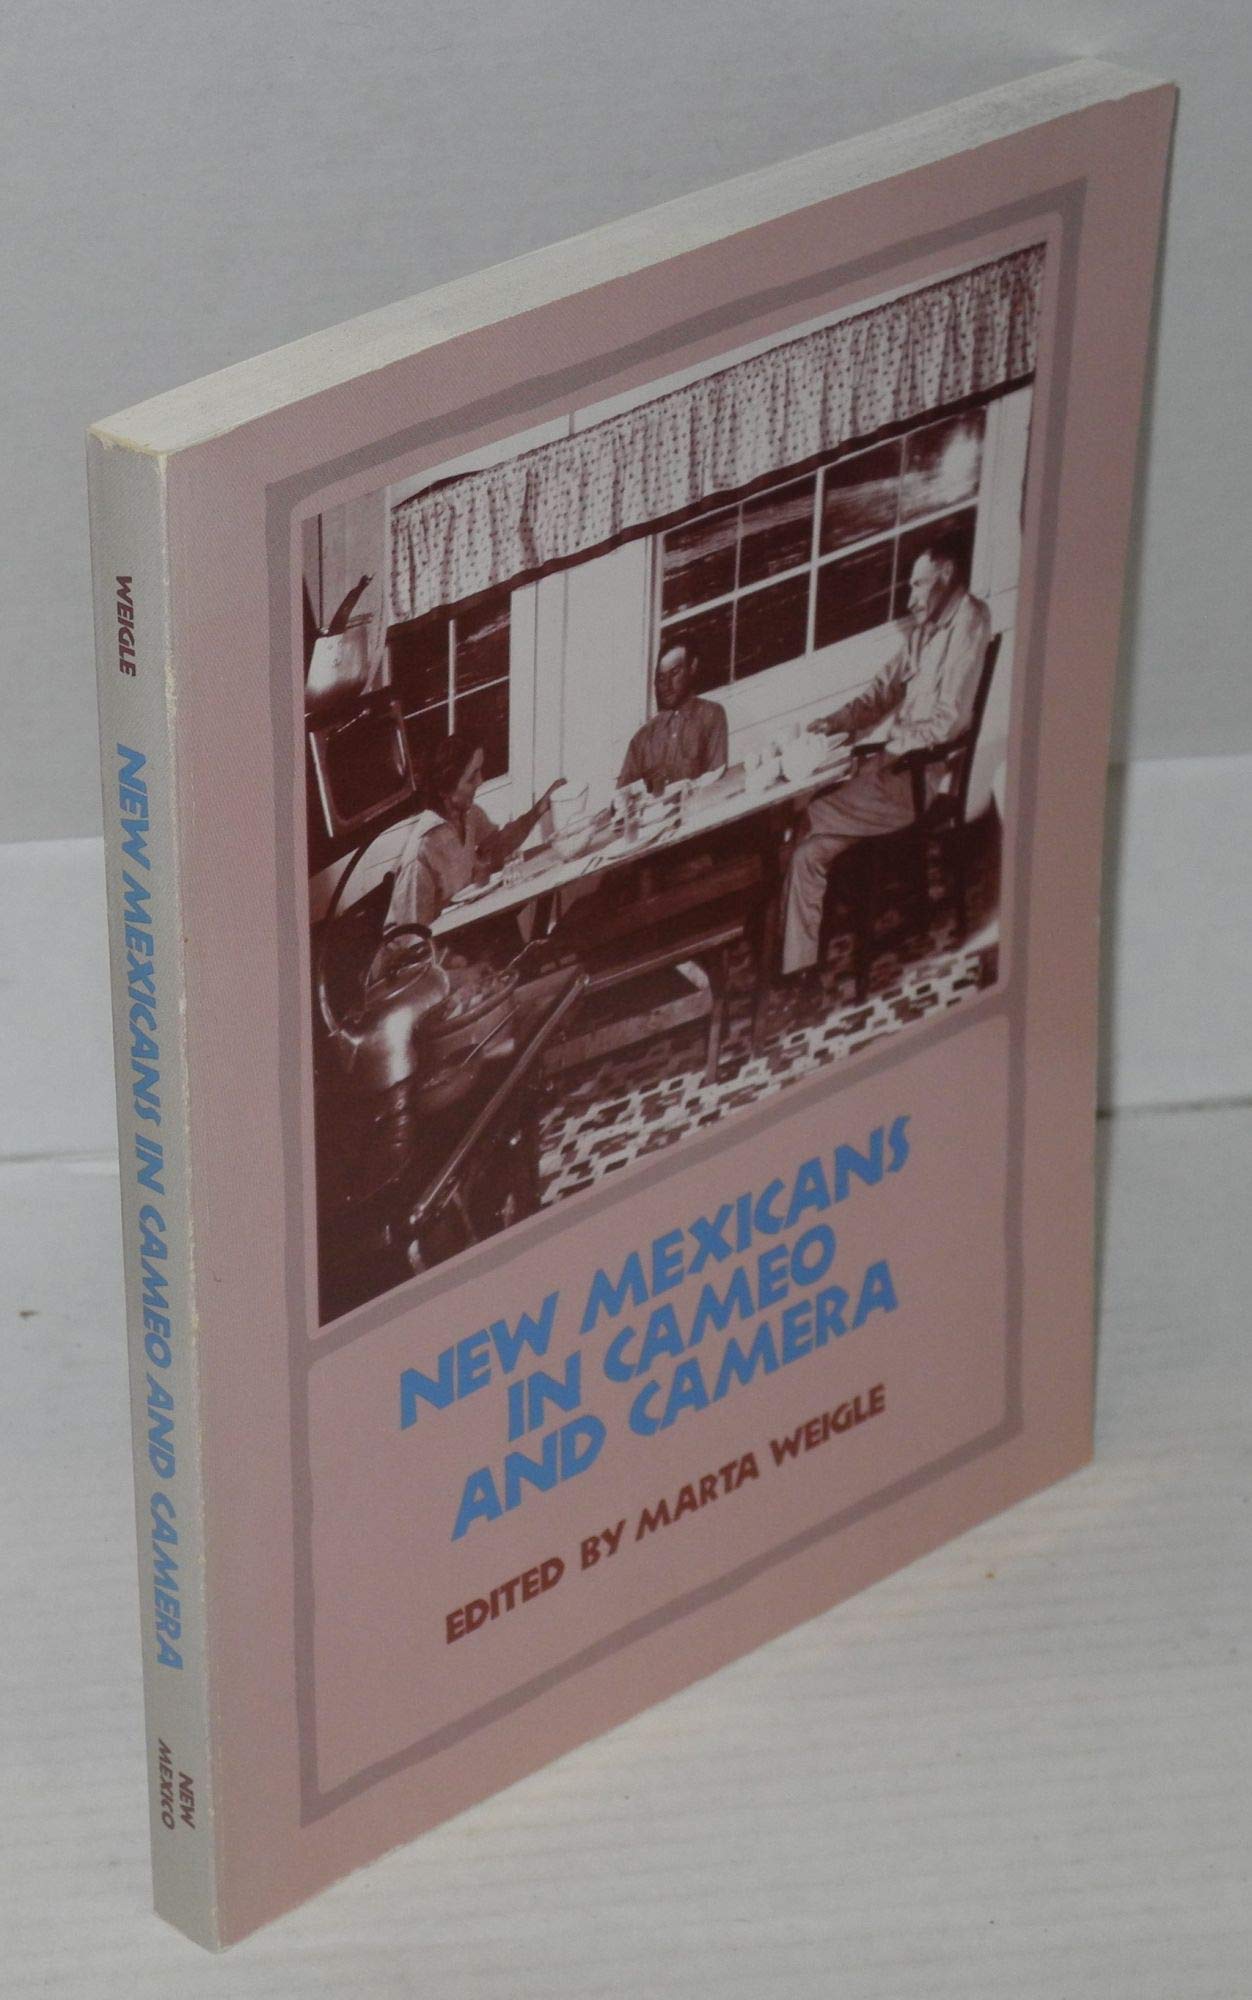 WEIGLE
NEW MEXICANS IN CAMEO AND CAMERA
NEW
MEXICO
NEW MEXICANS
IN CAMEO
AND CAMERA
EDITED BY MARTA WEIGLE